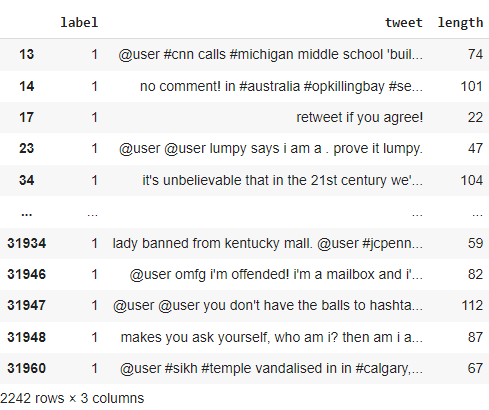 label tweet length
13 1 @user #cnn calls #michigan middle school 'buil... 74
14 1 no comment! in #australia #opkillingbay #se... 101
17 1 retweet if you agree! 22
23 1 @user @user lumpy says i am a . prove it lumpy. 47
34 1 it's unbelievable that in the 21st century we'... 104
... ... ... ...
31934 1 lady banned from kentucky mall. @user #jcpenn... 59
31946 1 @user omfg i'm offended! i'm a mailbox and i'... 82
31947 1 @user @user you don't have the balls to hashta... 112
31948 1 makes you ask yourself, who am i? then am i a... 87
31960 1 @user #sikh #temple vandalised in in #calgary,... 67
2242 rows × 3 columns